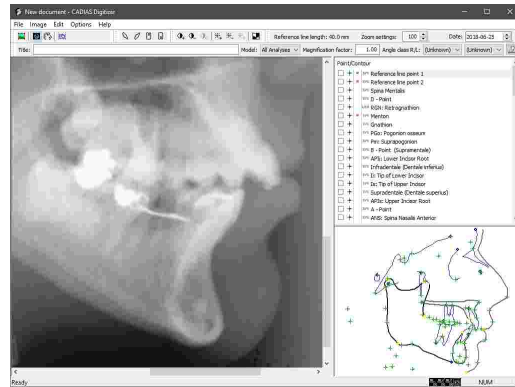 New document - CADIAS Digitizer
File Image Edit Options Help
Reference line length: 40.0 mm Zoom settings: 100 Date: 2018-06-25
Title: Model: All Analyses Magnification factor: 1.00 Angle class R/L: (Unknown) (Unknown)
Point/Contour
Reference line point 1
Reference line point 2
Spina Mentalis
D - Point
RGN: Retrognathion
Menton
Gnathion
PGo: Pogonion osseum
Pm: Suprapogonion
B - Point (Supramentale)
APIi: Lower Incisor Root
Infradentale (Dentale inferius)
Ii: Tip of Lower Incisor
Is: Tip of Upper Incisor
Supradentale (Dentale superius)
APIs: Upper Incisor Root
A - Point
ANS: Spina Nasalis Anterior
Ready NUM